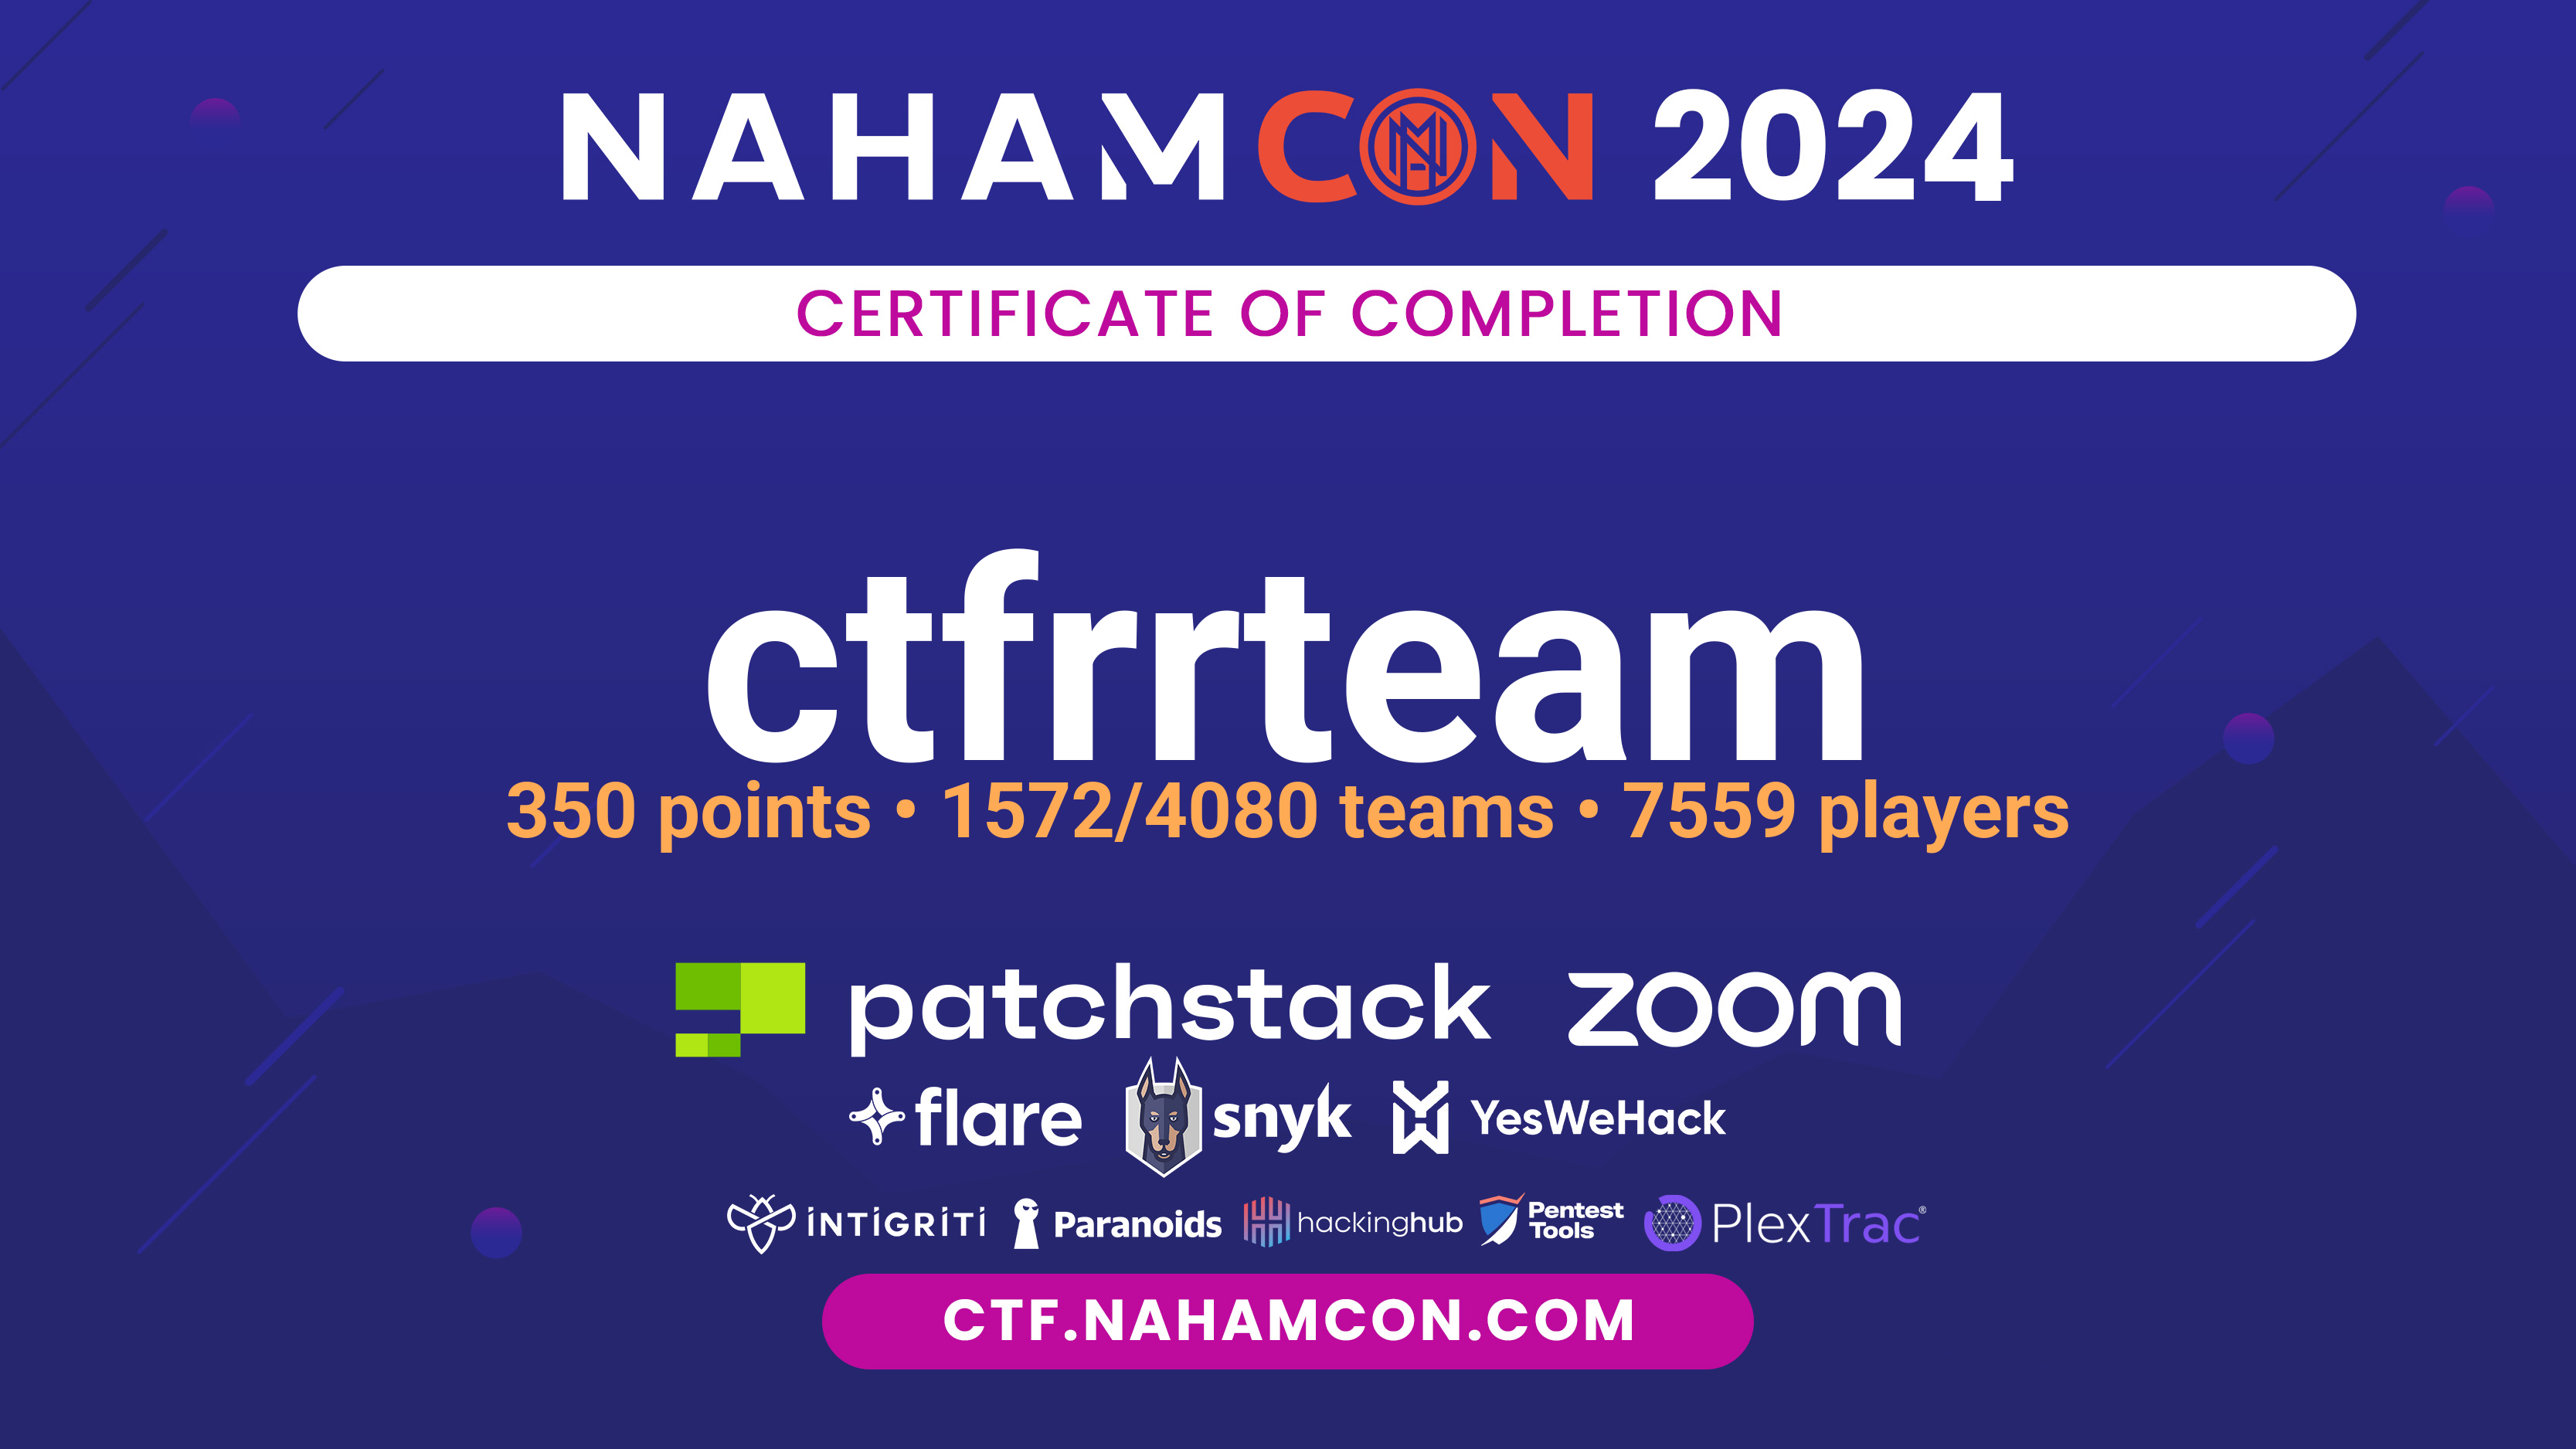 NAHAMCON 2024
CERTIFICATE OF COMPLETION
ctfrrteam
350 points • 1572/4080 teams • 7559 players
patchstack zoom
flare snyk YesWeHack
INTIGRITI Paranoids hackinghub Pentest Tools PlexTrac®
CTF.NAHAMCON.COM